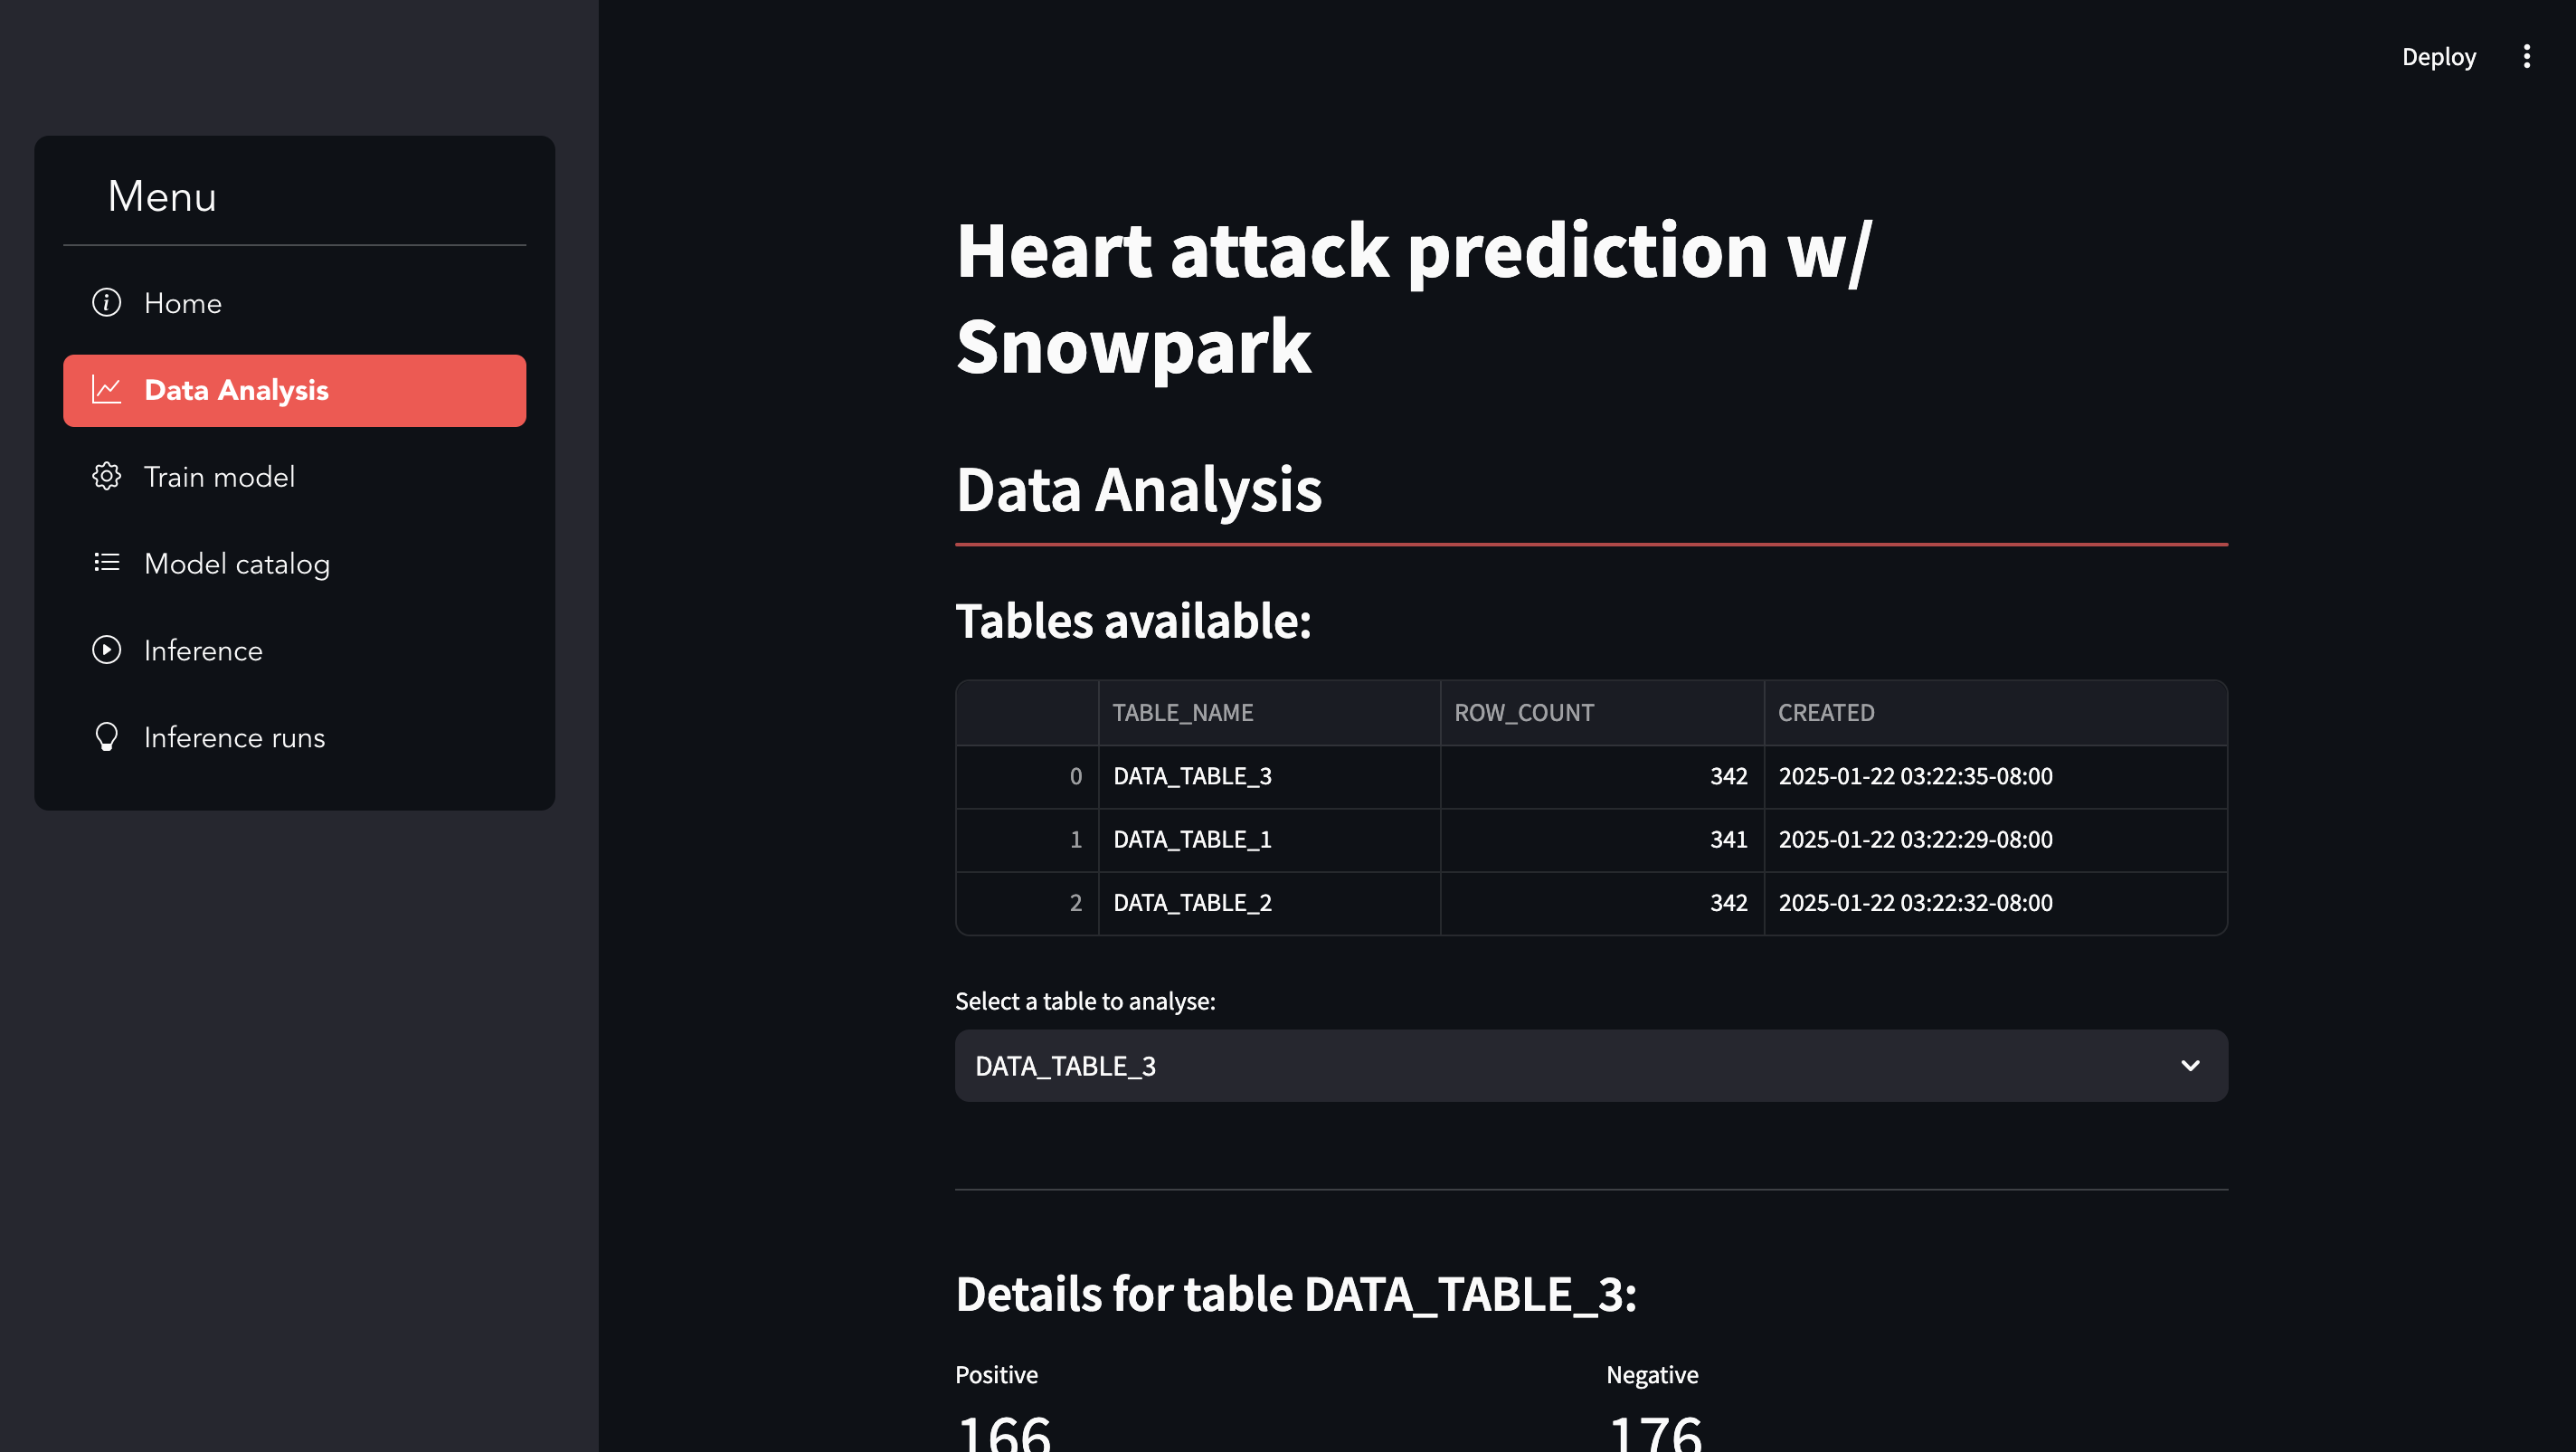 Deploy
Menu
Home
Data Analysis
Train model
Model catalog
Inference
Inference runs
Heart attack prediction w/
Snowpark
Data Analysis
Tables available:
TABLE_NAME ROW_COUNT CREATED
0 DATA_TABLE_3 342 2025-01-22 03:22:35-08:00
1 DATA_TABLE_1 341 2025-01-22 03:22:29-08:00
2 DATA_TABLE_2 342 2025-01-22 03:22:32-08:00
Select a table to analyse:
DATA_TABLE_3
Details for table DATA_TABLE_3:
Positive Negative
166 176